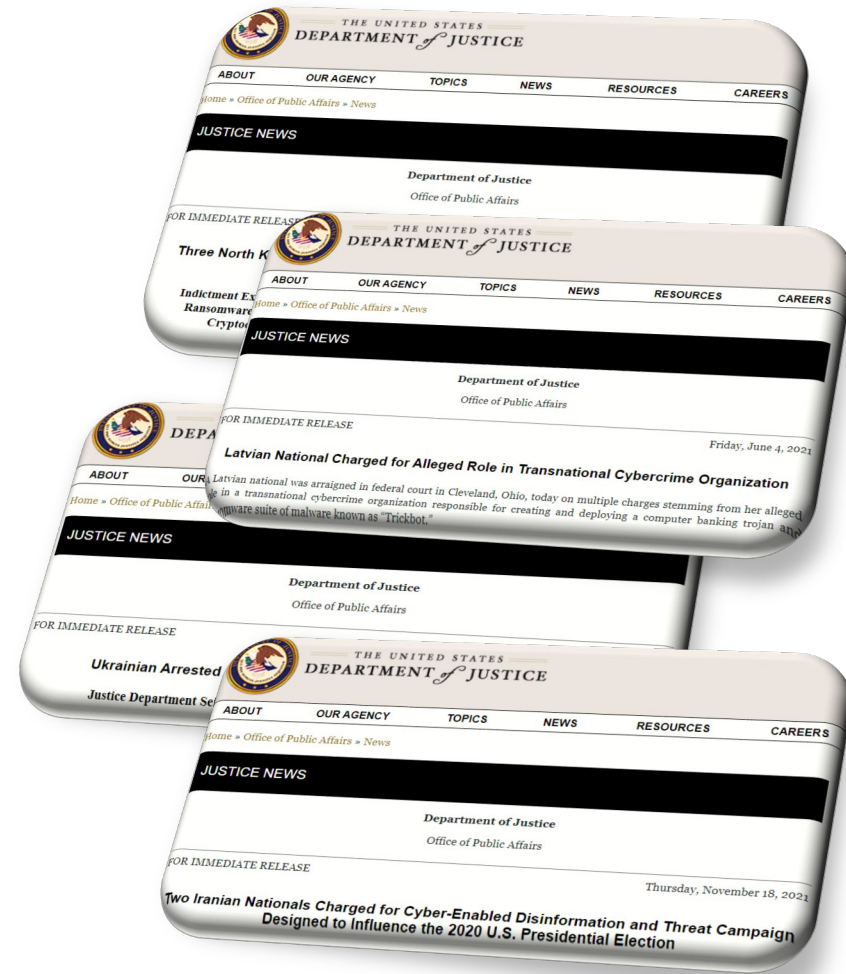 THE UNITED STATES
DEPARTMENT of JUSTICE
ABOUT OUR AGENCY TOPICS NEWS RESOURCES CAREERS
Home » Office of Public Affairs » News
JUSTICE NEWS
Department of Justice
Office of Public Affairs
FOR IMMEDIATE RELEASE
Three North K
Indictment Ex
Ransomware
Crypto
THE UNITED STATES
DEPARTMENT of JUSTICE
ABOUT OUR AGENCY TOPICS NEWS RESOURCES CAREERS
Home » Office of Public Affairs » News
JUSTICE NEWS
Department of Justice
Office of Public Affairs
FOR IMMEDIATE RELEASE
Friday, June 4, 2021
Latvian National Charged for Alleged Role in Transnational Cybercrime Organization
Latvian national was arraigned in federal court in Cleveland, Ohio, today on multiple charges stemming from her alleged
in a transnational cybercrime organization responsible for creating and deploying a computer banking trojan and
suite of malware known as “Trickbot.”
DEPA
ABOUT OUR
Home » Office of Public Affair
JUSTICE NEWS
Department of Justice
Office of Public Affairs
FOR IMMEDIATE RELEASE
Ukrainian Arrested
Justice Department Se
THE UNITED STATES
DEPARTMENT of JUSTICE
ABOUT OUR AGENCY TOPICS NEWS RESOURCES CAREERS
Home » Office of Public Affairs » News
JUSTICE NEWS
Department of Justice
Office of Public Affairs
FOR IMMEDIATE RELEASE
Thursday, November 18, 2021
Two Iranian Nationals Charged for Cyber-Enabled Disinformation and Threat Campaign
Designed to Influence the 2020 U.S. Presidential Election